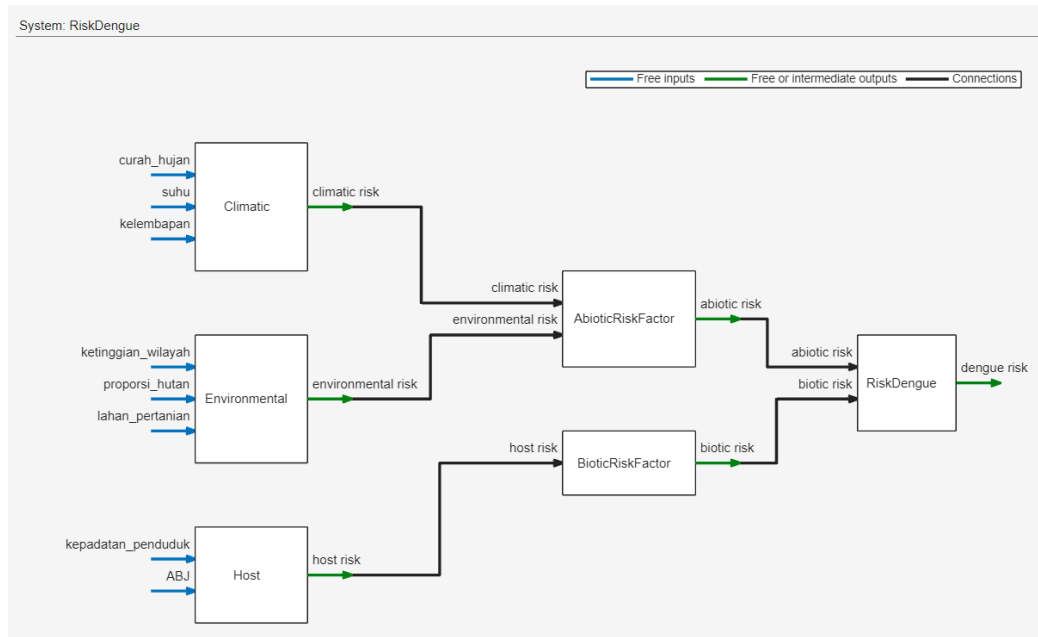 System: RiskDengue
Free inputs
Free or intermediate outputs
Connections
curah_hujan
suhu
kelembapan
Climatic
climatic risk
ketinggian_wilayah
proporsi_hutan
lahan_pertanian
Environmental
environmental risk
kepadatan_penduduk
ABJ
Host
host risk
climatic risk
environmental risk
AbioticRiskFactor
abiotic risk
host risk
BioticRiskFactor
biotic risk
abiotic risk
biotic risk
RiskDengue
dengue risk